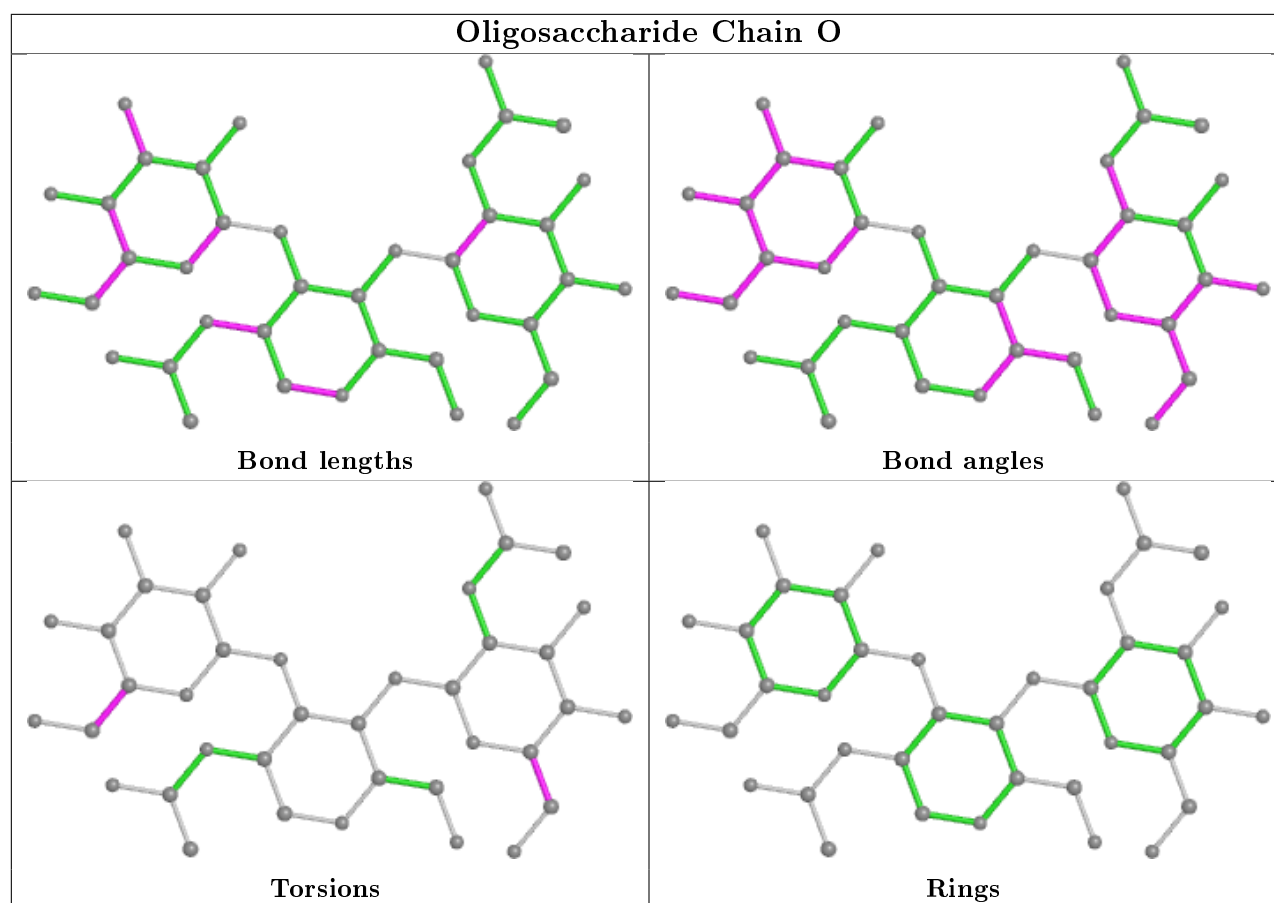 Oligosaccharide Chain O
Bond lengths
Bond angles
Torsions
Rings